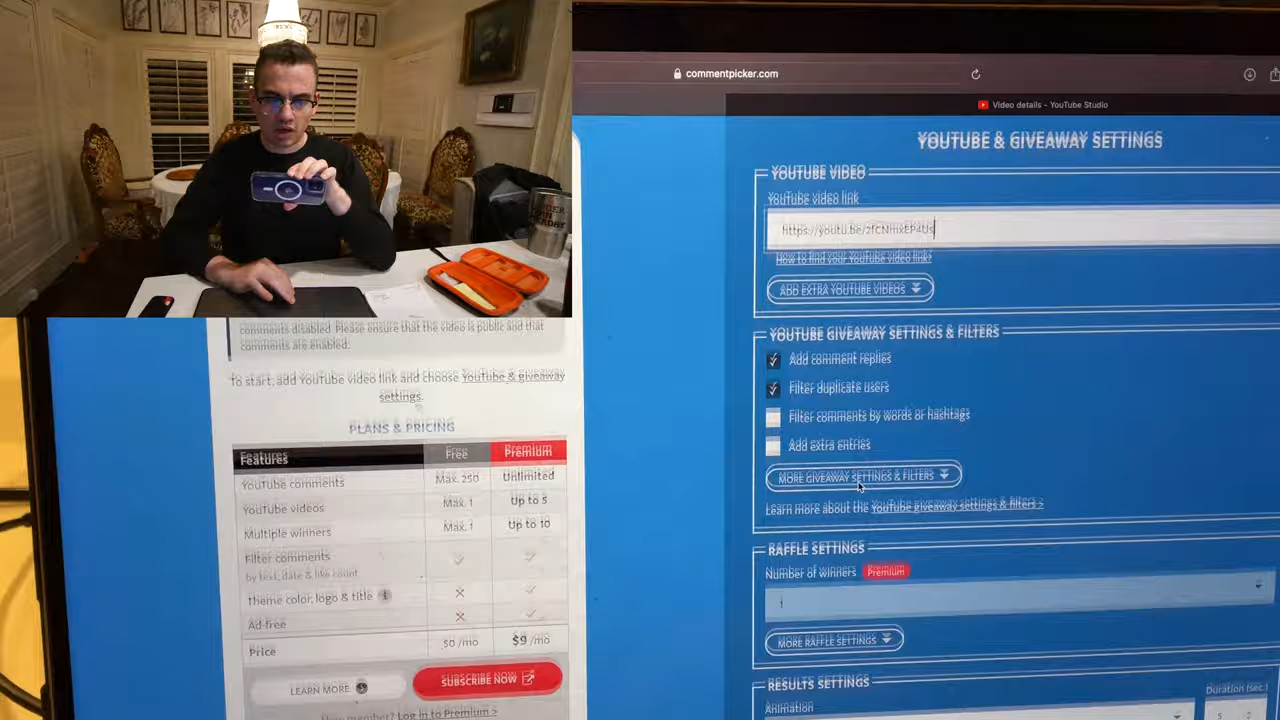 commentpicker.com
Video details - YouTube Studio
YOUTUBE & GIVEAWAY SETTINGS
YOUTUBE VIDEO
YouTube video link
https://youtu.be/2fCNmxEP4Us
How to find your YouTube video link?
ADD EXTRA YOUTUBE VIDEOS
YOUTUBE GIVEAWAY SETTINGS & FILTERS
Add comment replies
Filter duplicate users
Filter comments by words or hashtags
Add extra entries
MORE GIVEAWAY SETTINGS & FILTERS
Learn more about the YouTube giveaway settings & filters >
RAFFLE SETTINGS
Number of winners Premium
1
MORE RAFFLE SETTINGS
RESULTS SETTINGS
Animation
Duration (sec.)
5
comments disabled. Please ensure that the video is public and that
comments are enabled.
To start, add YouTube video link and choose YouTube & giveaway
settings.
PLANS & PRICING
Features Free Premium
YouTube comments Max. 250 Unlimited
YouTube videos Max. 1 Up to 5
Multiple winners Max. 1 Up to 10
Filter comments
by text, date & like count
Theme color, logo & title
Ad-free
Price $0 /mo $9 /mo
LEARN MORE
SUBSCRIBE NOW
Log in to Premium >